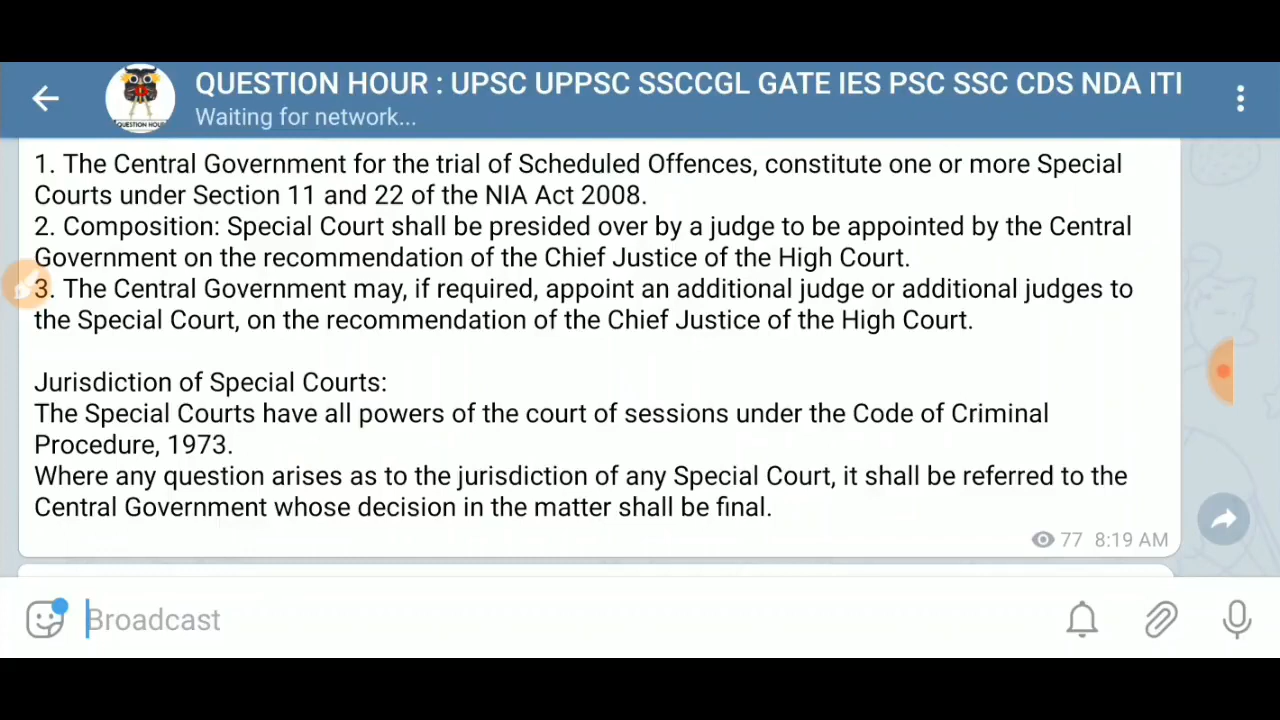 QUESTION HOUR : UPSC UPPSC SSCCGL GATE IES PSC SSC CDS NDA ITI
Waiting for network...
QUESTION HOUR
1. The Central Government for the trial of Scheduled Offences, constitute one or more Special
Courts under Section 11 and 22 of the NIA Act 2008.
2. Composition: Special Court shall be presided over by a judge to be appointed by the Central
Government on the recommendation of the Chief Justice of the High Court.
3. The Central Government may, if required, appoint an additional judge or additional judges to
the Special Court, on the recommendation of the Chief Justice of the High Court.
Jurisdiction of Special Courts:
The Special Courts have all powers of the court of sessions under the Code of Criminal
Procedure, 1973.
Where any question arises as to the jurisdiction of any Special Court, it shall be referred to the
Central Government whose decision in the matter shall be final.
77 8:19 AM
Broadcast